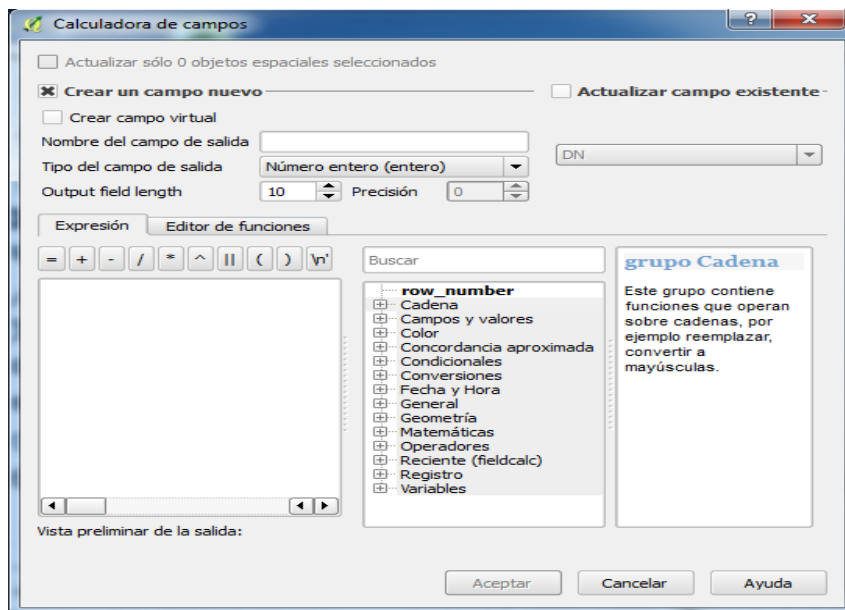 Calculadora de campos
?
Actualizar sólo 0 objetos espaciales seleccionados
Crear un campo nuevo
Actualizar campo existente
Crear campo virtual
Nombre del campo de salida
DN
Tipo del campo de salida Número entero (entero)
Output field length 10 Precisión 0
Expresión Editor de funciones
= + - / * ^ || ( ) '\n'
Buscar
row_number
Cadena
Campos y valores
Color
Concordancia aproximada
Condicionales
Conversiones
Fecha y Hora
General
Geometría
Matemáticas
Operadores
Reciente (fieldcalc)
Registro
Variables
grupo Cadena
Este grupo contiene
funciones que operan
sobre cadenas, por
ejemplo reemplazar,
convertir a
mayúsculas.
Vista preliminar de la salida:
Aceptar Cancelar Ayuda